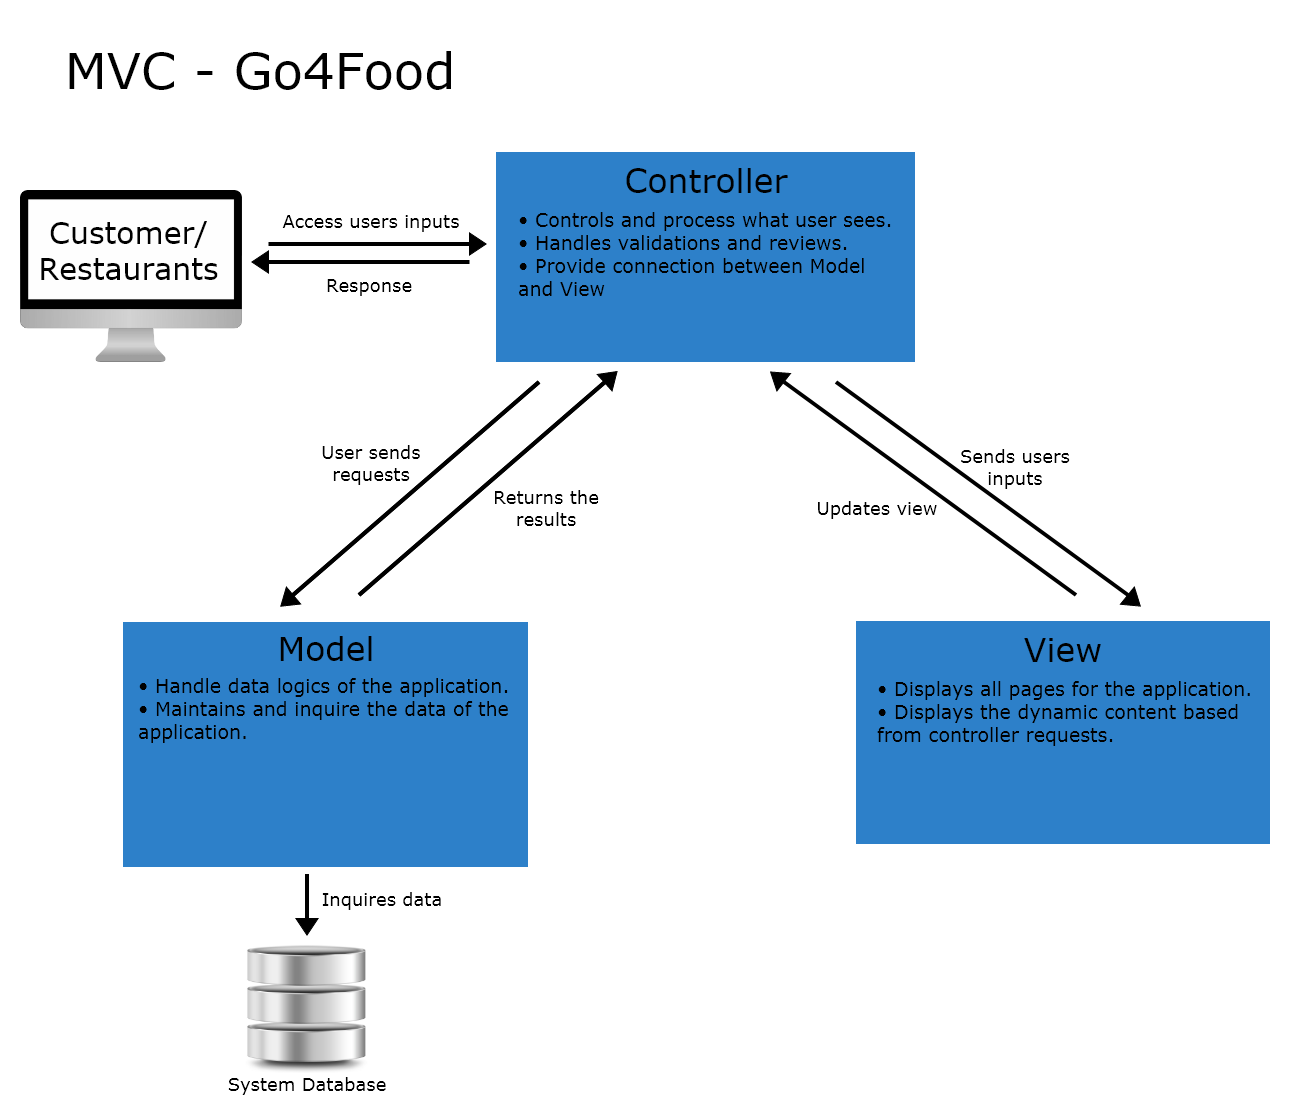 MVC - Go4Food
Customer/
Restaurants
Access users inputs
Response
Controller
• Controls and process what user sees.
• Handles validations and reviews.
• Provide connection between Model
and View
User sends
requests
Returns the
results
Sends users
inputs
Updates view
Model
• Handle data logics of the application.
• Maintains and inquire the data of the
application.
View
• Displays all pages for the application.
• Displays the dynamic content based
from controller requests.
Inquires data
System Database